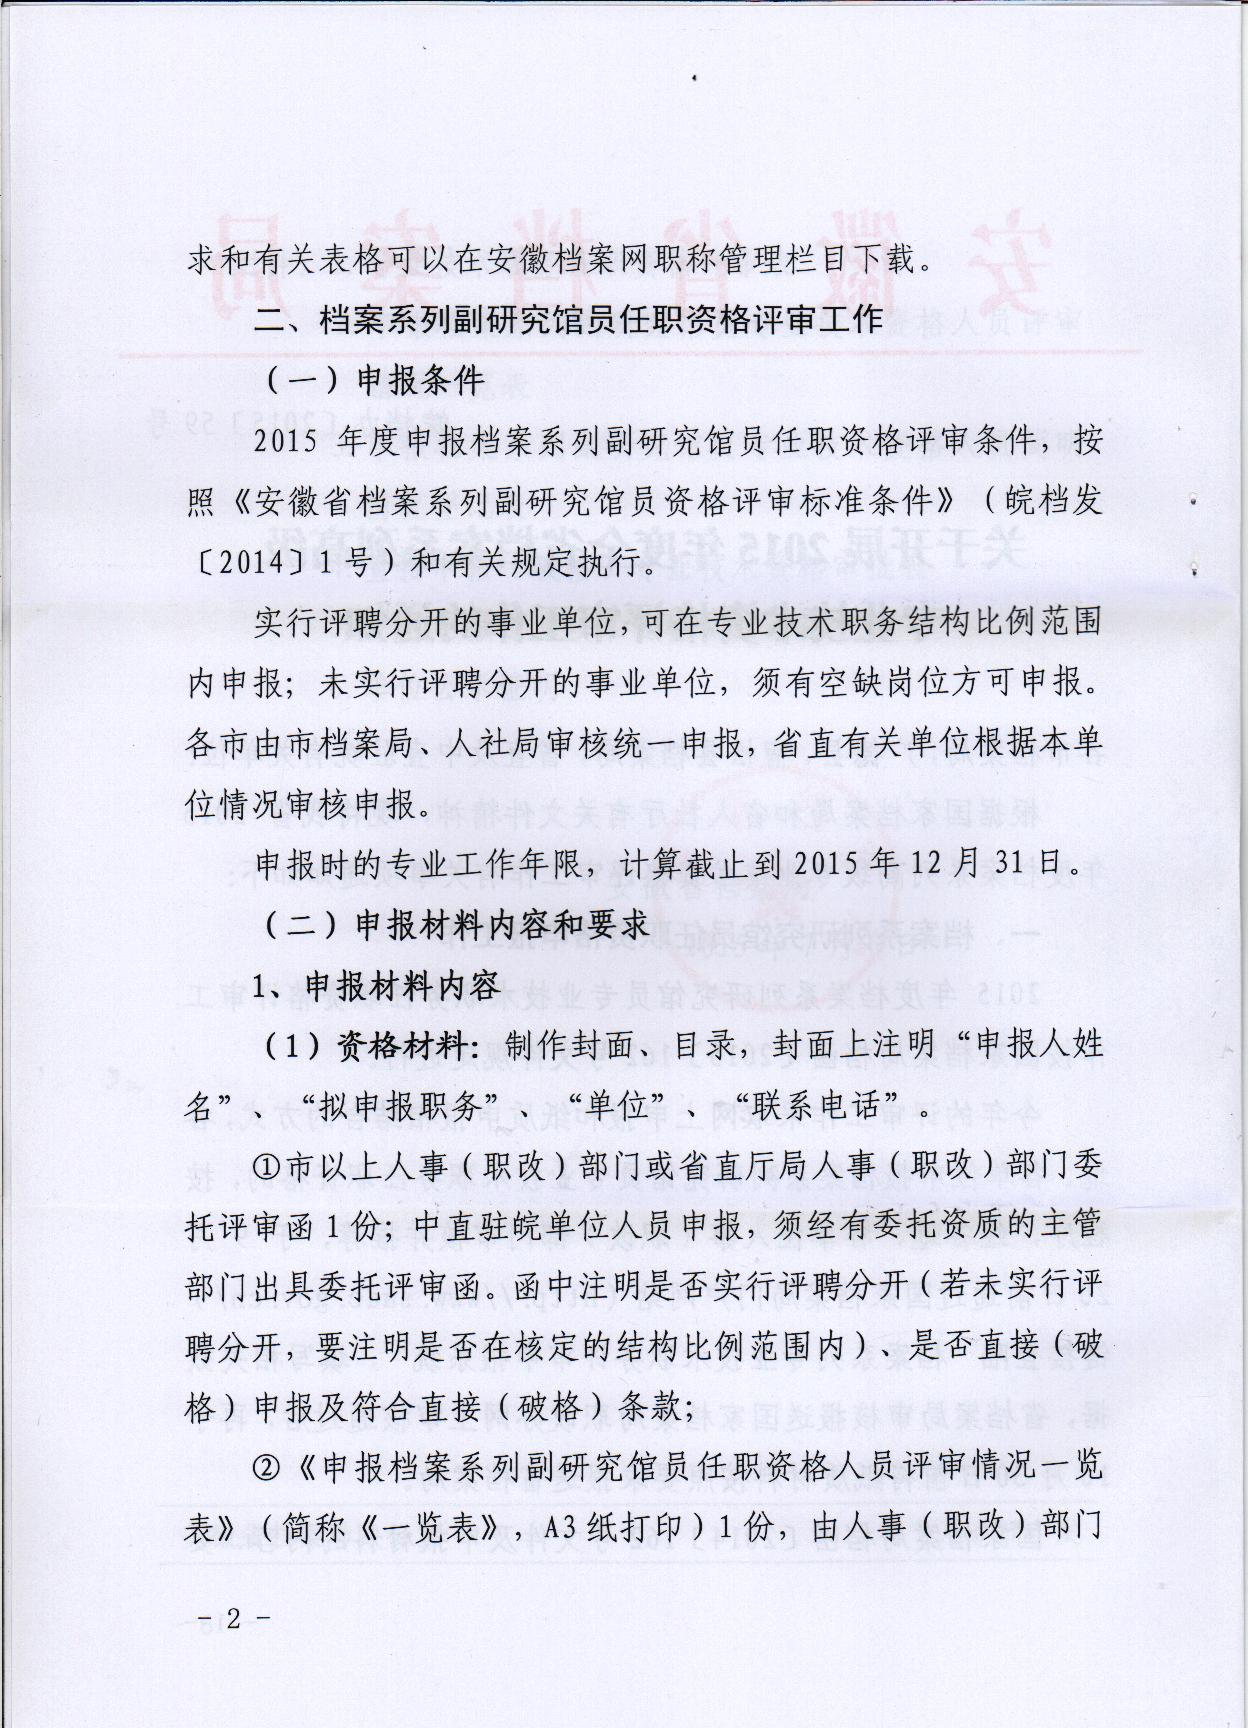 求和有关表格可以在安徽档案网职称管理栏目下载。
二、档案系列副研究馆员任职资格评审工作
（一）申报条件
2015 年度申报档案系列副研究馆员任职资格评审条件，按
照《安徽省档案系列副研究馆员资格评审标准条件》（皖档发
〔2014〕1号）和有关规定执行。
实行评聘分开的事业单位，可在专业技术职务结构比例范围
内申报；未实行评聘分开的事业单位，须有空缺岗位方可申报。
各市由市档案局、人社局审核统一申报，省直有关单位根据本单
位情况审核申报。
申报时的专业工作年限，计算截止到 2015 年 12 月 31 日。
（二）申报材料内容和要求
1、申报材料内容
（1）资格材料：制作封面、目录，封面上注明“申报人姓
名”、“拟申报职务”、“单位”、“联系电话”。
①市以上人事（职改）部门或省直厅局人事（职改）部门委
托评审函 1 份；中直驻皖单位人员申报，须经有委托资质的主管
部门出具委托评审函。函中注明是否实行评聘分开（若未实行评
聘分开，要注明是否在核定的结构比例范围内）、是否直接（破
格）申报及符合直接（破格）条款；
②《申报档案系列副研究馆员任职资格人员评审情况一览
表》（简称《一览表》，A3 纸打印）1 份，由人事（职改）部门
- 2 -